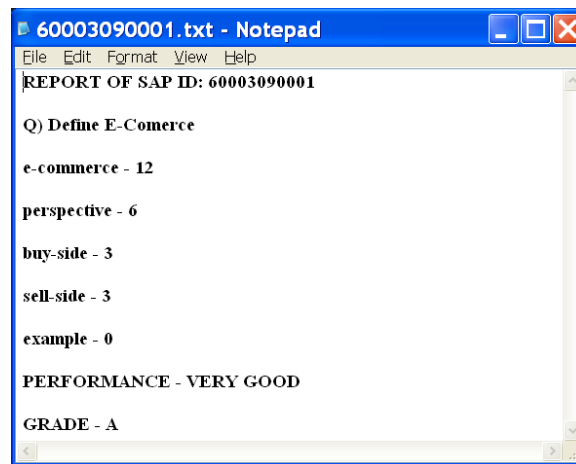 60003090001.txt - Notepad
File Edit Format View Help
REPORT OF SAP ID: 60003090001
Q) Define E-Comerce
e-commerce - 12
perspective - 6
buy-side - 3
sell-side - 3
example - 0
PERFORMANCE - VERY GOOD
GRADE - A